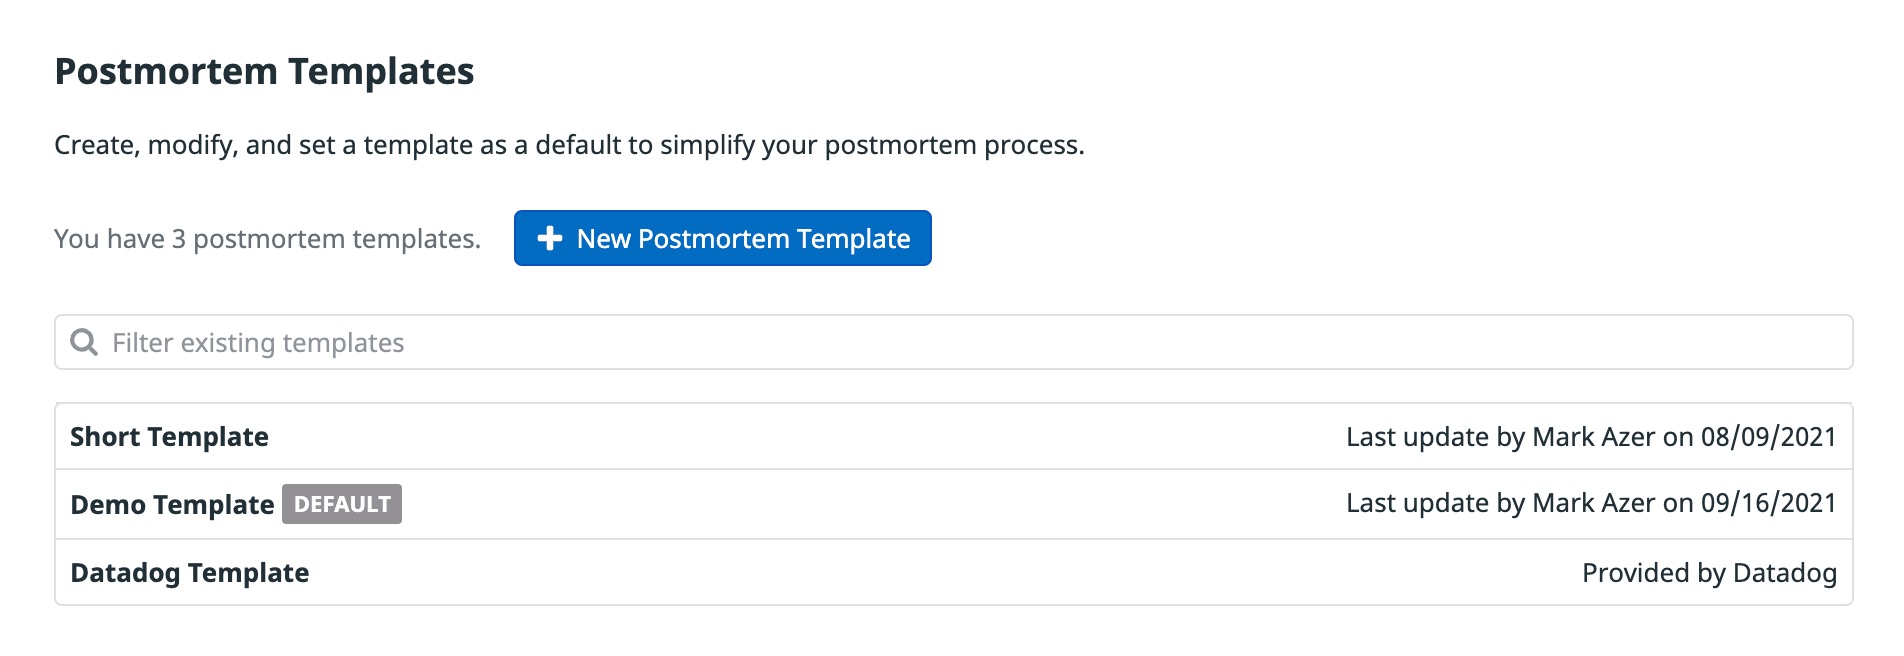 Postmortem Templates
Create, modify, and set a template as a default to simplify your postmortem process.
You have 3 postmortem templates. New Postmortem Template
Filter existing templates
Short Template Last update by Mark Azer on 08/09/2021
Demo Template DEFAULT Last update by Mark Azer on 09/16/2021
Datadog Template Provided by Datadog